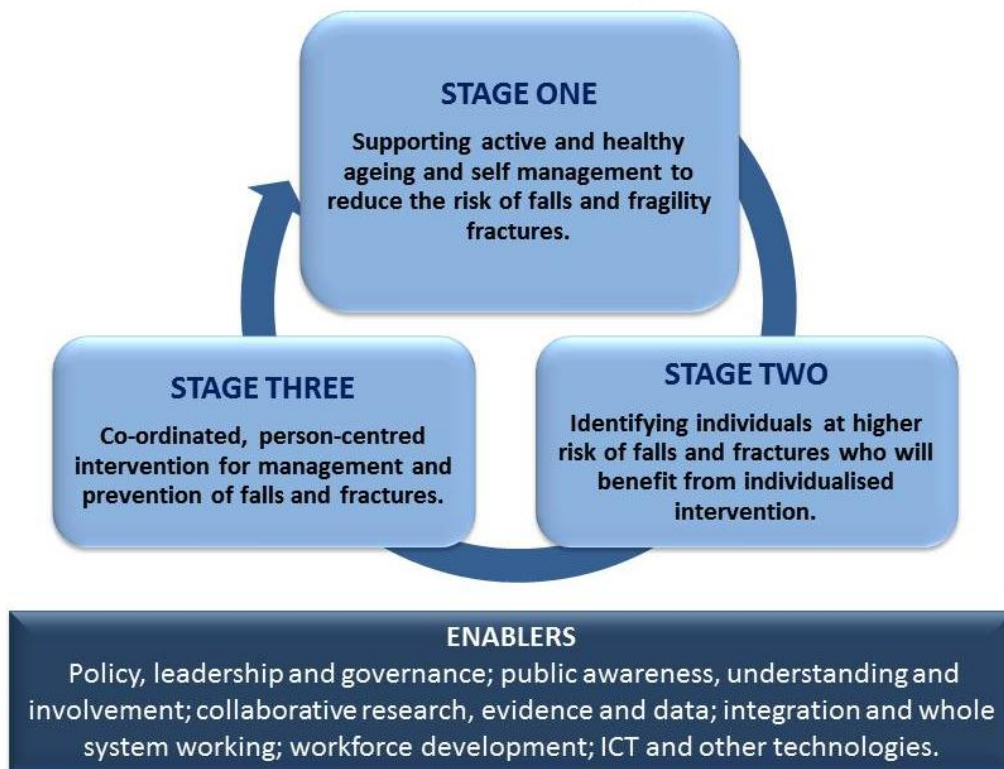 STAGE ONE
Supporting active and healthy
ageing and self management to
reduce the risk of falls and fragility
fractures.
STAGE TWO
Identifying individuals at higher
risk of falls and fractures who will
benefit from individualised
intervention.
STAGE THREE
Co-ordinated, person-centred
intervention for management and
prevention of falls and fractures.
ENABLERS
Policy, leadership and governance; public awareness, understanding and
involvement; collaborative research, evidence and data; integration and whole
system working; workforce development; ICT and other technologies.